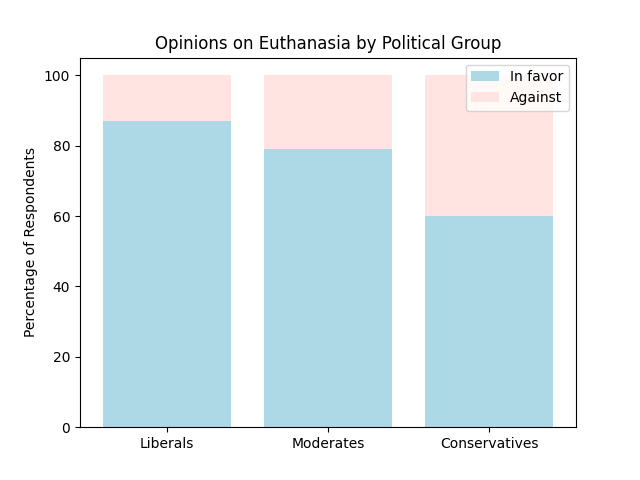 Opinions on Euthanasia by Political Group
In favor
Against
100
80
60
40
20
0
Percentage of Respondents
Liberals
Moderates
Conservatives